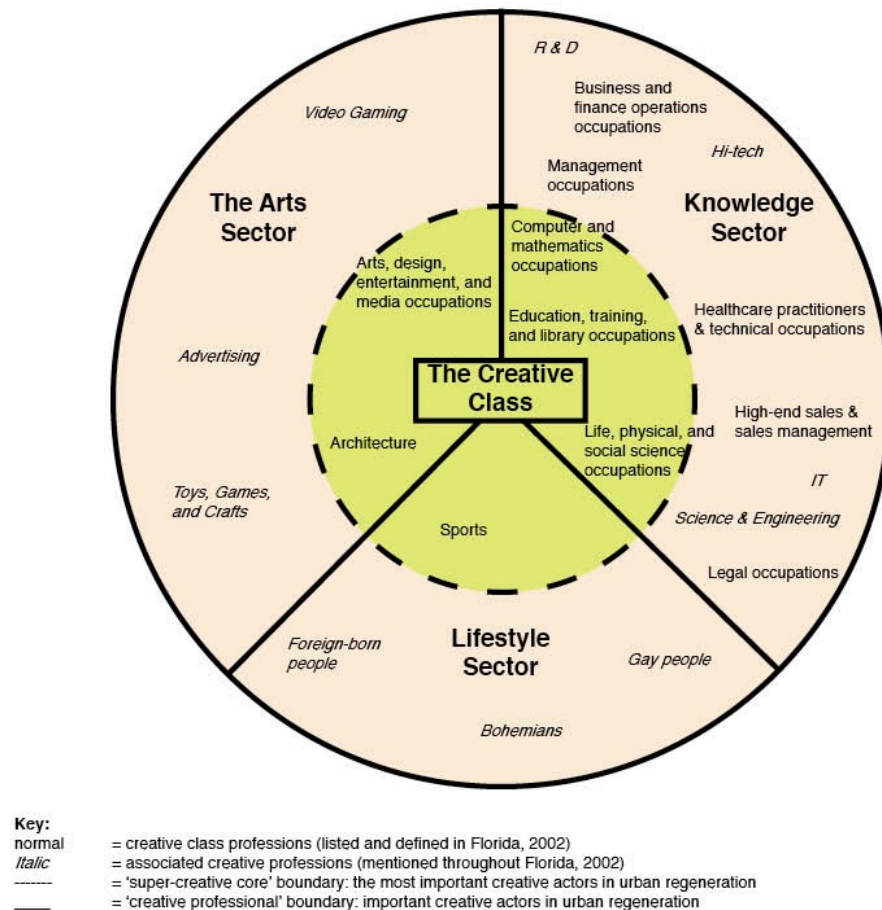 R & D
Business and
finance operations
occupations
Video Gaming
Hi-tech
Management
occupations
The Arts
Sector
Knowledge
Sector
Computer and
mathematics
occupations
Arts, design,
entertainment, and
media occupations
Education, training,
and library occupations
Healthcare practitioners
& technical occupations
Advertising
The Creative
Class
High-end sales &
sales management
Architecture
Life, physical, and
social science
occupations
IT
Toys, Games,
and Crafts
Science & Engineering
Sports
Legal occupations
Foreign-born
people
Lifestyle
Sector
Gay people
Bohemians
Key:
normal = creative class professions (listed and defined in Florida, 2002)
Italic = associated creative professions (mentioned throughout Florida, 2002)
------- = 'super-creative core' boundary: the most important creative actors in urban regeneration
____ = 'creative professional' boundary: important creative actors in urban regeneration